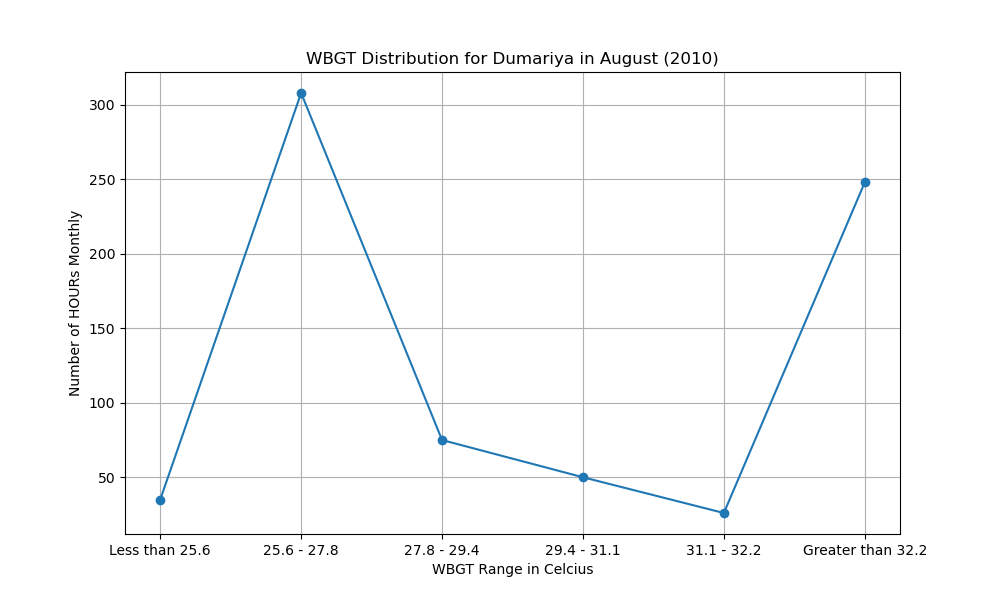 WBGT Distribution for Dumariya in August (2010)
Number of HOURs Monthly
300
250
200
150
100
50
Less than 25.6
25.6 - 27.8
27.8 - 29.4
29.4 - 31.1
31.1 - 32.2
Greater than 32.2
WBGT Range in Celcius